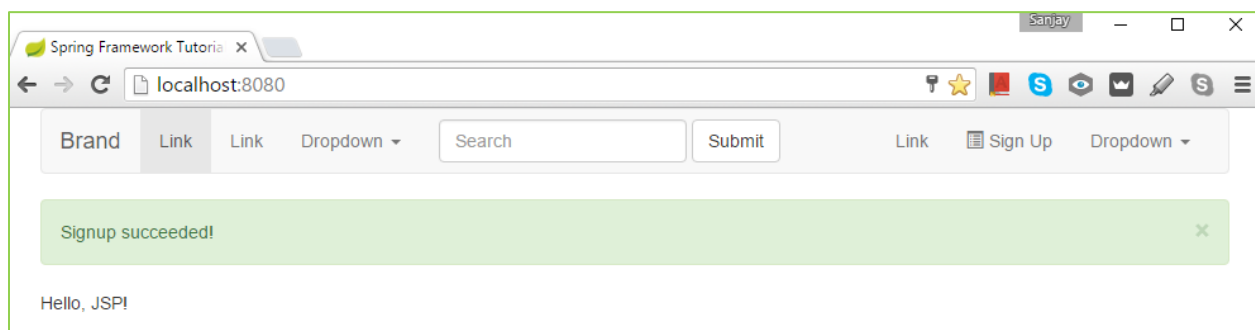 Sanjay
Spring Framework Tutoria
localhost:8080
Brand Link Link Dropdown Search Submit Link Sign Up Dropdown
Signup succeeded!
Hello, JSP!